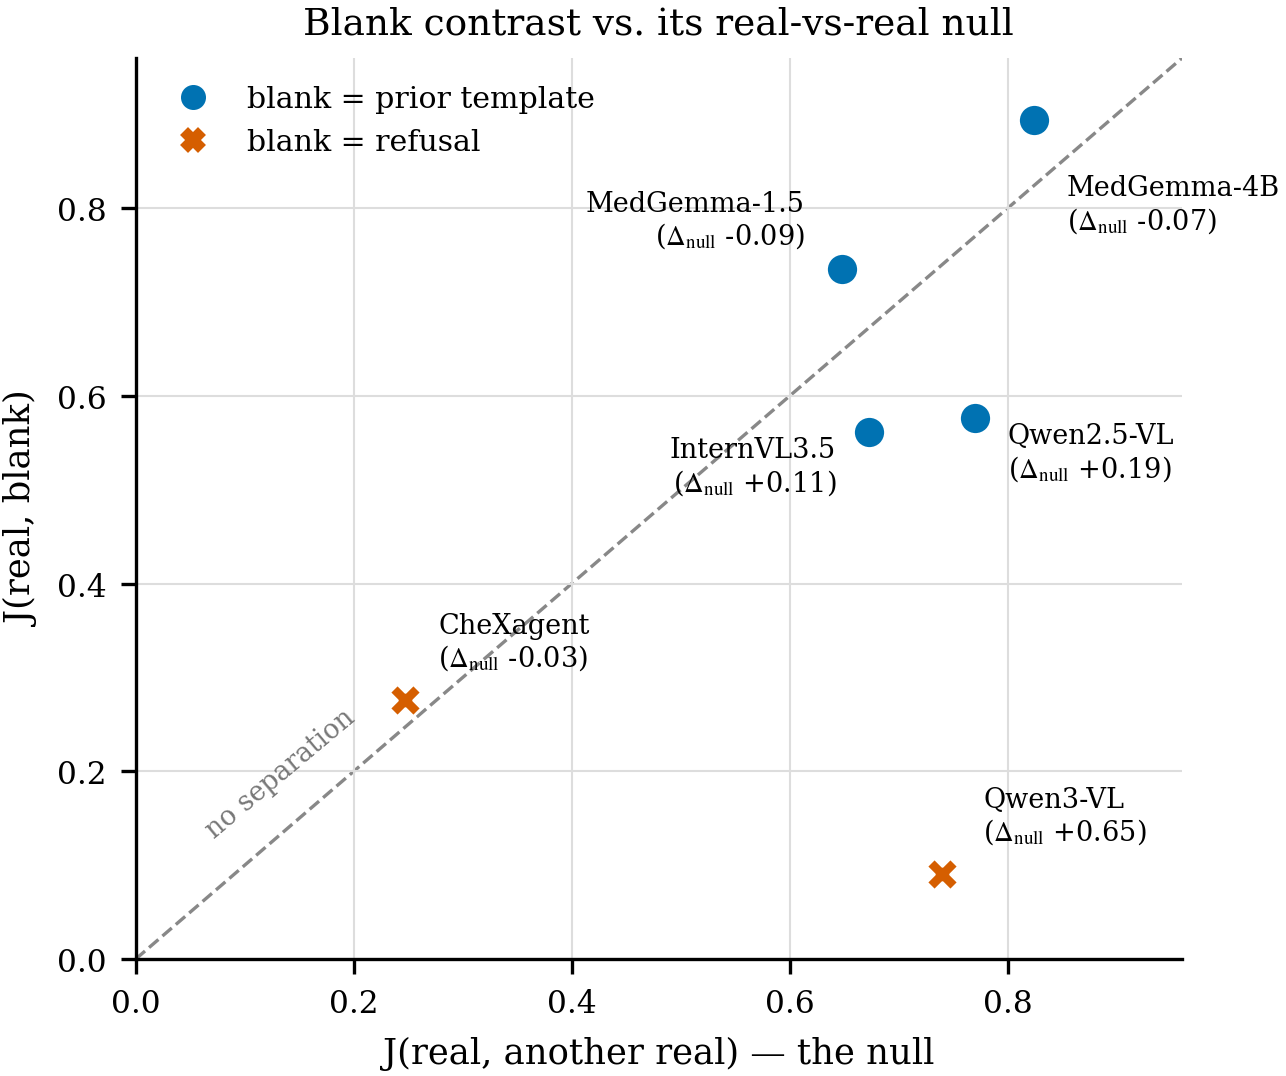 Blank contrast vs. its real-vs-real null
blank = prior template
blank = refusal
MedGemma-1.5
(Δnull -0.09)
MedGemma-4B
(Δnull -0.07)
InternVL3.5
(Δnull +0.11)
Qwen2.5-VL
(Δnull +0.19)
CheXagent
(Δnull -0.03)
no separation
Qwen3-VL
(Δnull +0.65)
J(real, blank)
0.8
0.6
0.4
0.2
0.0
0.0 0.2 0.4 0.6 0.8
J(real, another real) — the null